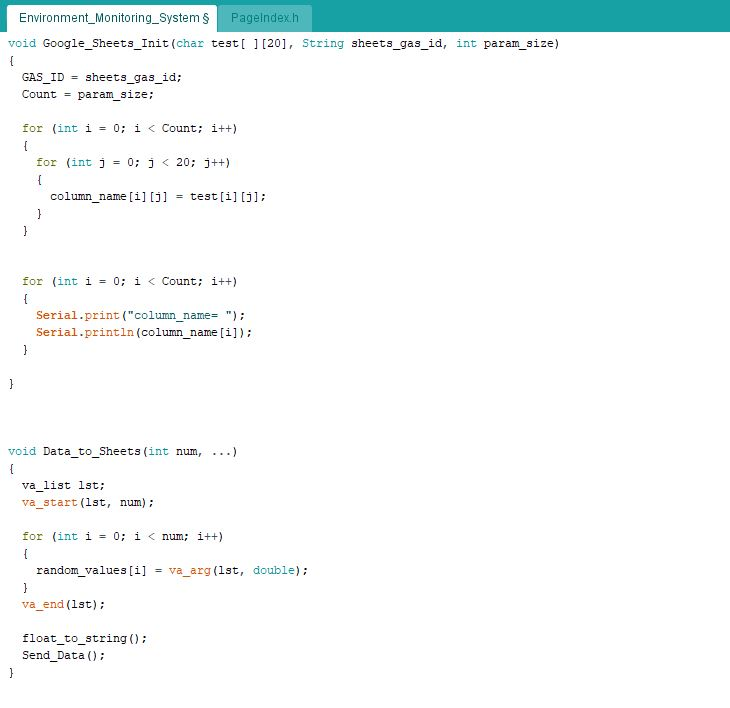 Environment_Monitoring_System § PageIndex.h
void Google_Sheets_Init(char test[ ][20], String sheets_gas_id, int param_size)
{
  GAS_ID = sheets_gas_id;
  Count = param_size;

  for (int i = 0; i < Count; i++)
  {
    for (int j = 0; j < 20; j++)
    {
      column_name[i][j] = test[i][j];
    }
  }


  for (int i = 0; i < Count; i++)
  {
    Serial.print("column_name= ");
    Serial.println(column_name[i]);
  }

}



void Data_to_Sheets(int num, ...)
{
  va_list lst;
  va_start(lst, num);

  for (int i = 0; i < num; i++)
  {
    random_values[i] = va_arg(lst, double);
  }
  va_end(lst);

  float_to_string();
  Send_Data();
}